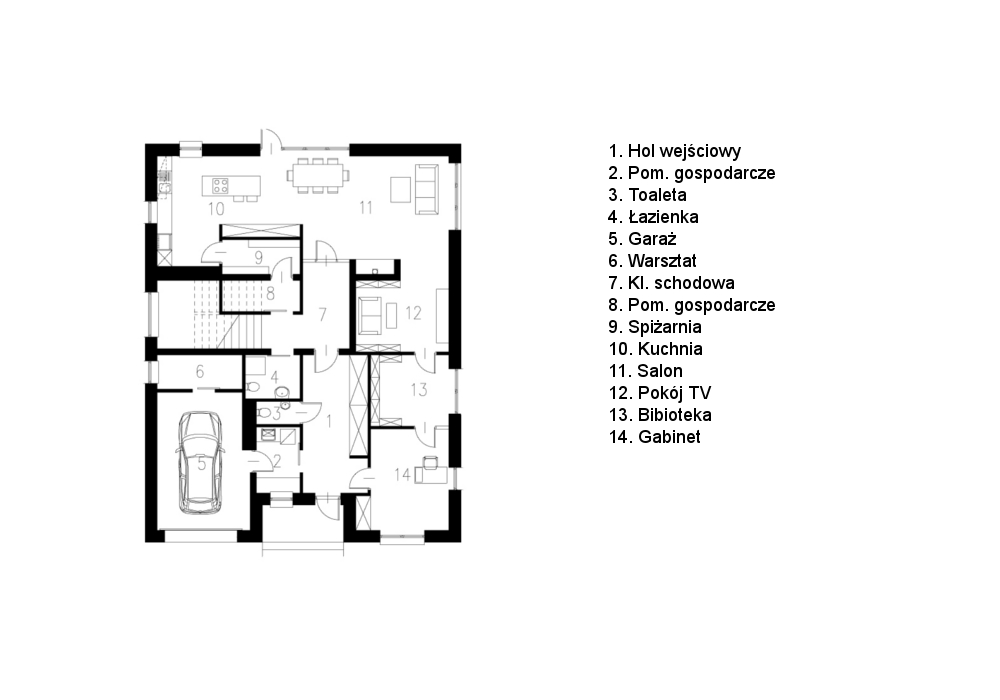 1. Hol wejściowy
2. Pom. gospodarcze
3. Toaleta
4. Łazienka
5. Garaż
6. Warsztat
7. Kl. schodowa
8. Pom. gospodarcze
9. Spiżarnia
10. Kuchnia
11. Salon
12. Pokój TV
13. Bibioteka
14. Gabinet
10
11
9
8
7
12
6
4
13
3
1
5
2
14